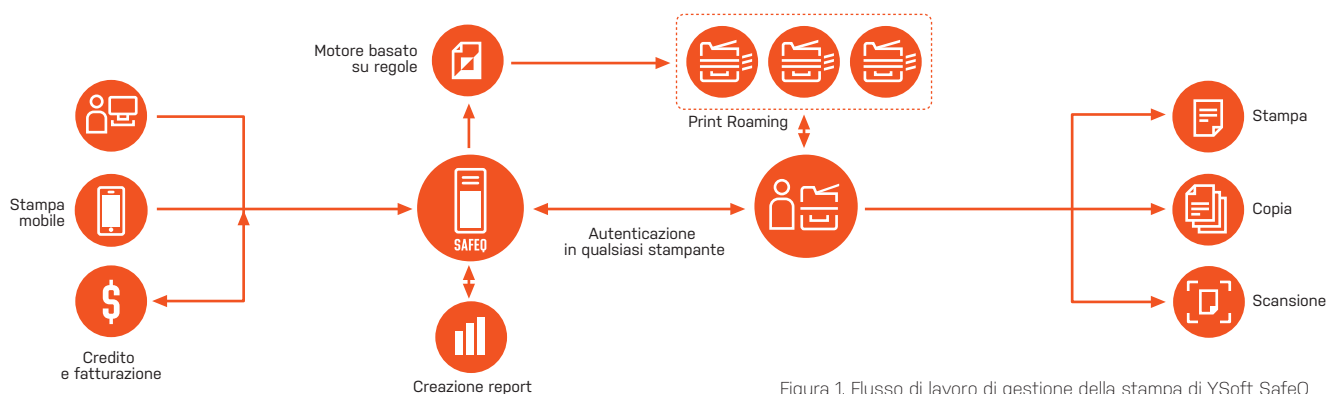 Motore basato
su regole
Print Roaming
Stampa
Stampa
mobile
Copia
SAFEQ
Autenticazione
in qualsiasi stampante
$
Scansione
Credito
e fatturazione
Creazione report
Figura 1. Flusso di lavoro di gestione della stampa di YSoft SafeQ